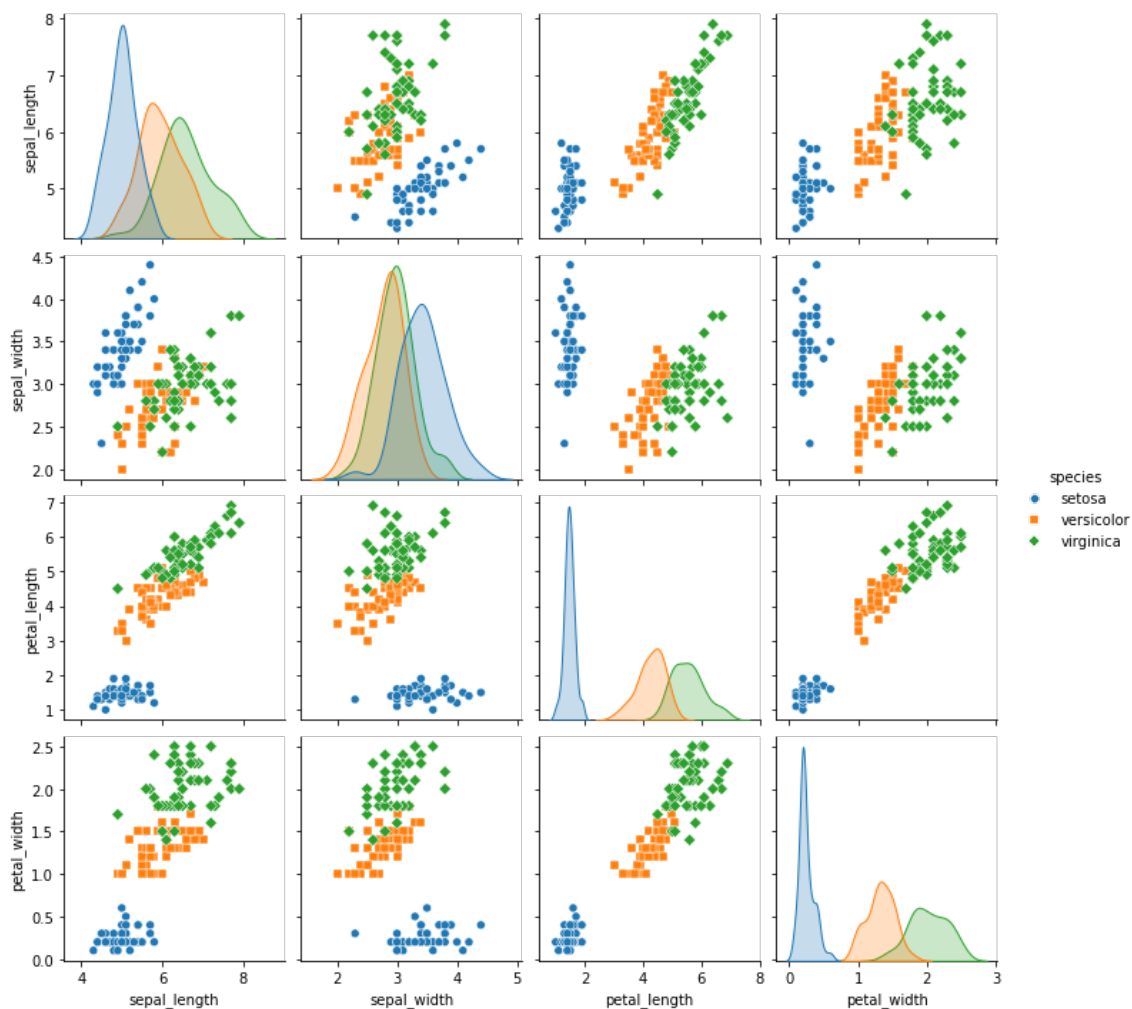 8
7
6
5
sepal_length
4.5
4.0
3.5
3.0
2.5
2.0
sepal_width
species
setosa
versicolor
virginica
7
6
5
4
3
2
1
petal_length
2.5
2.0
1.5
1.0
0.5
0.0
petal_width
4 6 8
2 3 4 5
2 4 6 8
0 1 2 3
sepal_length sepal_width petal_length petal_width